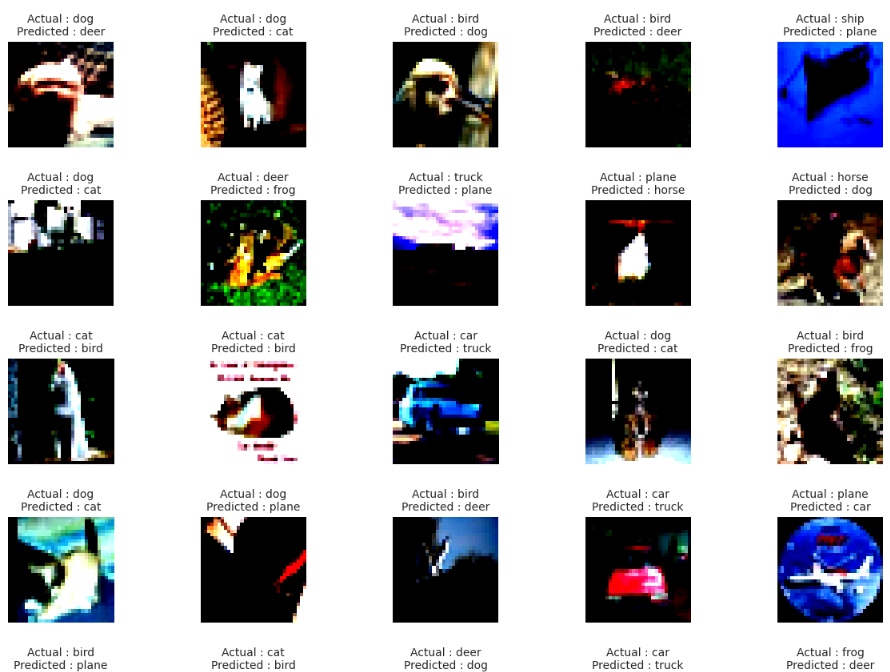 Actual : dog
Predicted : deer
Actual : dog
Predicted : cat
Actual : bird
Predicted : dog
Actual : bird
Predicted : deer
Actual : ship
Predicted : plane
Actual : dog
Predicted : cat
Actual : deer
Predicted : frog
Actual : truck
Predicted : plane
Actual : plane
Predicted : horse
Actual : horse
Predicted : dog
Actual : cat
Predicted : bird
Actual : cat
Predicted : bird
Actual : car
Predicted : truck
Actual : dog
Predicted : cat
Actual : bird
Predicted : frog
Actual : dog
Predicted : cat
Actual : dog
Predicted : plane
Actual : bird
Predicted : deer
Actual : car
Predicted : truck
Actual : plane
Predicted : car
Actual : bird
Predicted : plane
Actual : cat
Predicted : bird
Actual : deer
Predicted : dog
Actual : car
Predicted : truck
Actual : frog
Predicted : deer